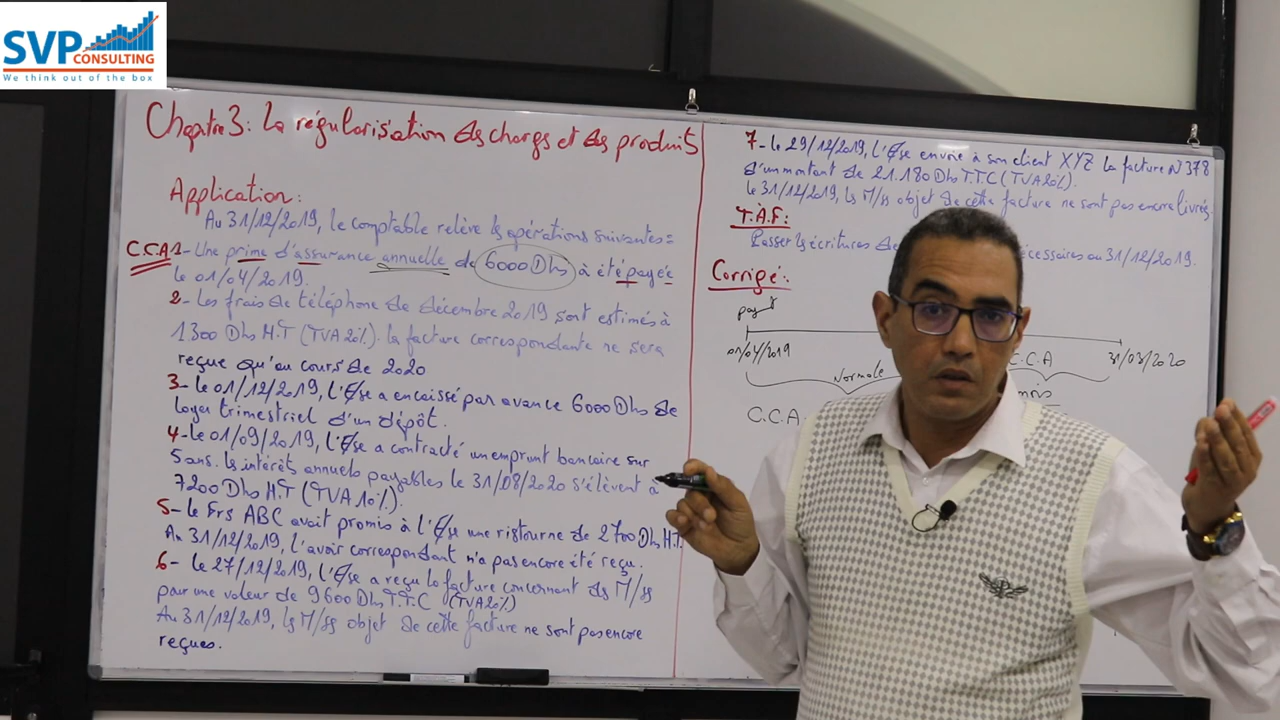 SVP
CONSULTING
We think out of the box
Chapitre 3: La régularisation des charges et des produits
Application:
Au 31/12/2019, le comptable relève les opérations suivantes=
C.C.A 1- Une prime d'assurance annuelle de 6000 Dhs à été payée
le 01/04/2019.
2- Les frais de téléphone de décembre 2019 sont estimés à
1300 Dhs H.T (TVA 20%). la facture correspondante ne sera
reçue qu'au cours de 2020
3- le 01/12/2019, l'E/se a encaissé par avance 6000 Dhs de
loyer trimestriel d'un dépôt.
4- le 01/09/2019, l'E/se a contracté un emprunt bancaire sur
5 ans. les intérêts annuels payables le 31/08/2020 s'élèvent à
7200 Dhs H.T (TVA 10%).
5- le Frs ABC avait promis à l'E/se une ristourne de 2700 Dhs H.T.
Au 31/12/2019, l'avoir correspondant n'a pas encore été reçu.
6- le 27/12/2019, l'E/se a reçu la facture concernant des M/ses
pour une valeur de 9600 Dhs T.T.C (TVA 20%)
Au 31/12/2019, les M/ses objet de cette facture ne sont pas encore
reçues.
7- le 29/12/2019, l'E/se envoie à son client XYZ la facture N° 378
d'un montant de 21.180 Dhs T.T.C (TVA 20%).
le 31/12/2019, les M/ses objet de cette facture ne sont pas encore livrés.
T.A.F:
Passer les écritures de nécessaires au 31/12/2019.
Corrigé:
01/04/2019 31/03/2020
Normale C.C.A
C.C.A